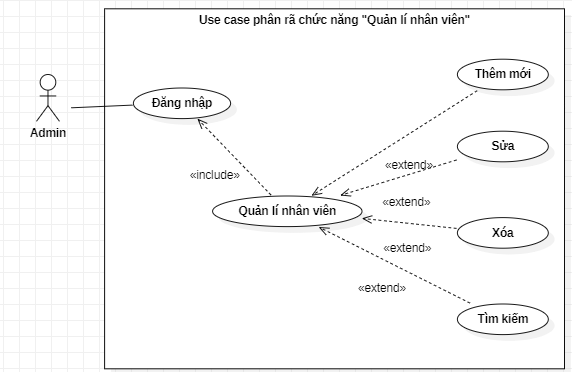 Use case phân rã chức năng "Quản lí nhân viên"
Thêm mới
Đăng nhập
Admin
Sửa
«extend»
«include»
«extend»
Quản lí nhân viên
Xóa
«extend»
«extend»
Tìm kiếm